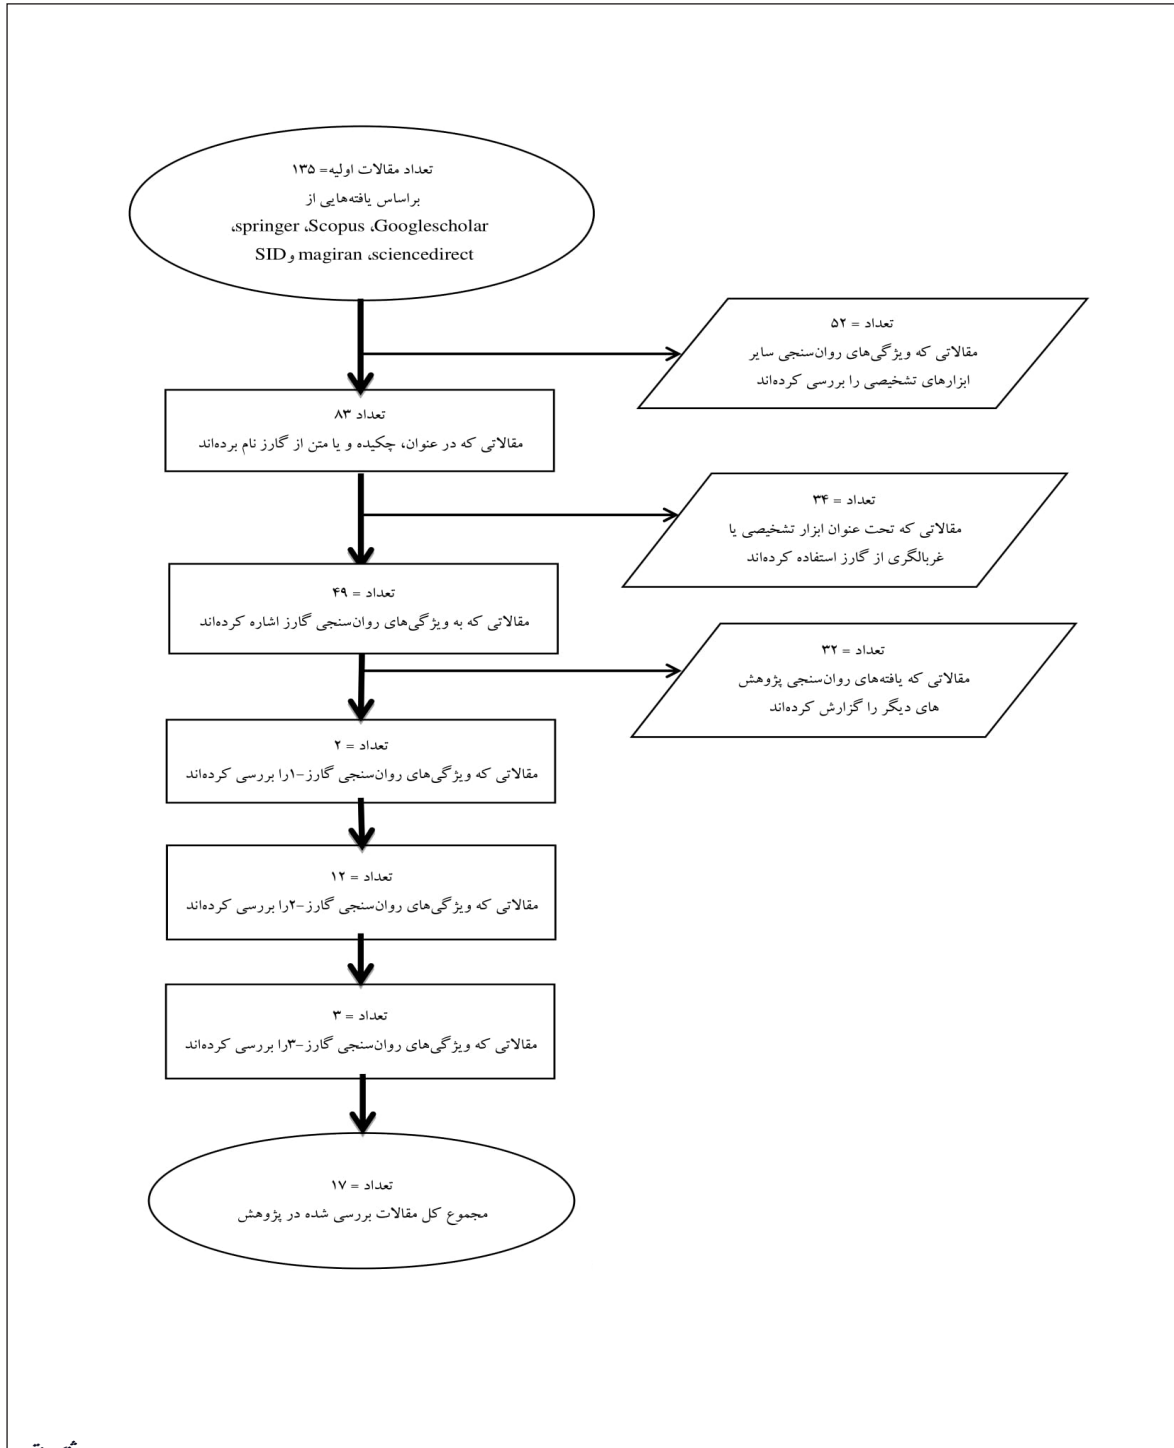 تعداد مقالات اولیه= ۱۳۵
براساس یافته‌هایی از
springer ،Scopus ،Googlescholar،
SID و magiran ،sciencedirect
تعداد = ۵۲
مقالاتی که ویژگی‌های روان‌سنجی سایر
ابزارهای تشخیصی را بررسی کرده‌اند
تعداد ۸۳
مقالاتی که در عنوان، چکیده و یا متن از گارز نام برده‌اند
تعداد = ۳۴
مقالاتی که تحت عنوان ابزار تشخیصی یا
غربالگری از گارز استفاده کرده‌اند
تعداد = ۴۹
مقالاتی که به ویژگی‌های روان‌سنجی گارز اشاره کرده‌اند
تعداد = ۳۲
مقالاتی که یافته‌های روان‌سنجی پژوهش
های دیگر را گزارش کرده‌اند
تعداد = ۲
مقالاتی که ویژگی‌های روان‌سنجی گارز-۱را بررسی کرده‌اند
تعداد = ۱۲
مقالاتی که ویژگی‌های روان‌سنجی گارز-۲را بررسی کرده‌اند
تعداد = ۳
مقالاتی که ویژگی‌های روان‌سنجی گارز-۳را بررسی کرده‌اند
تعداد = ۱۷
مجموع کل مقالات بررسی شده در پژوهش